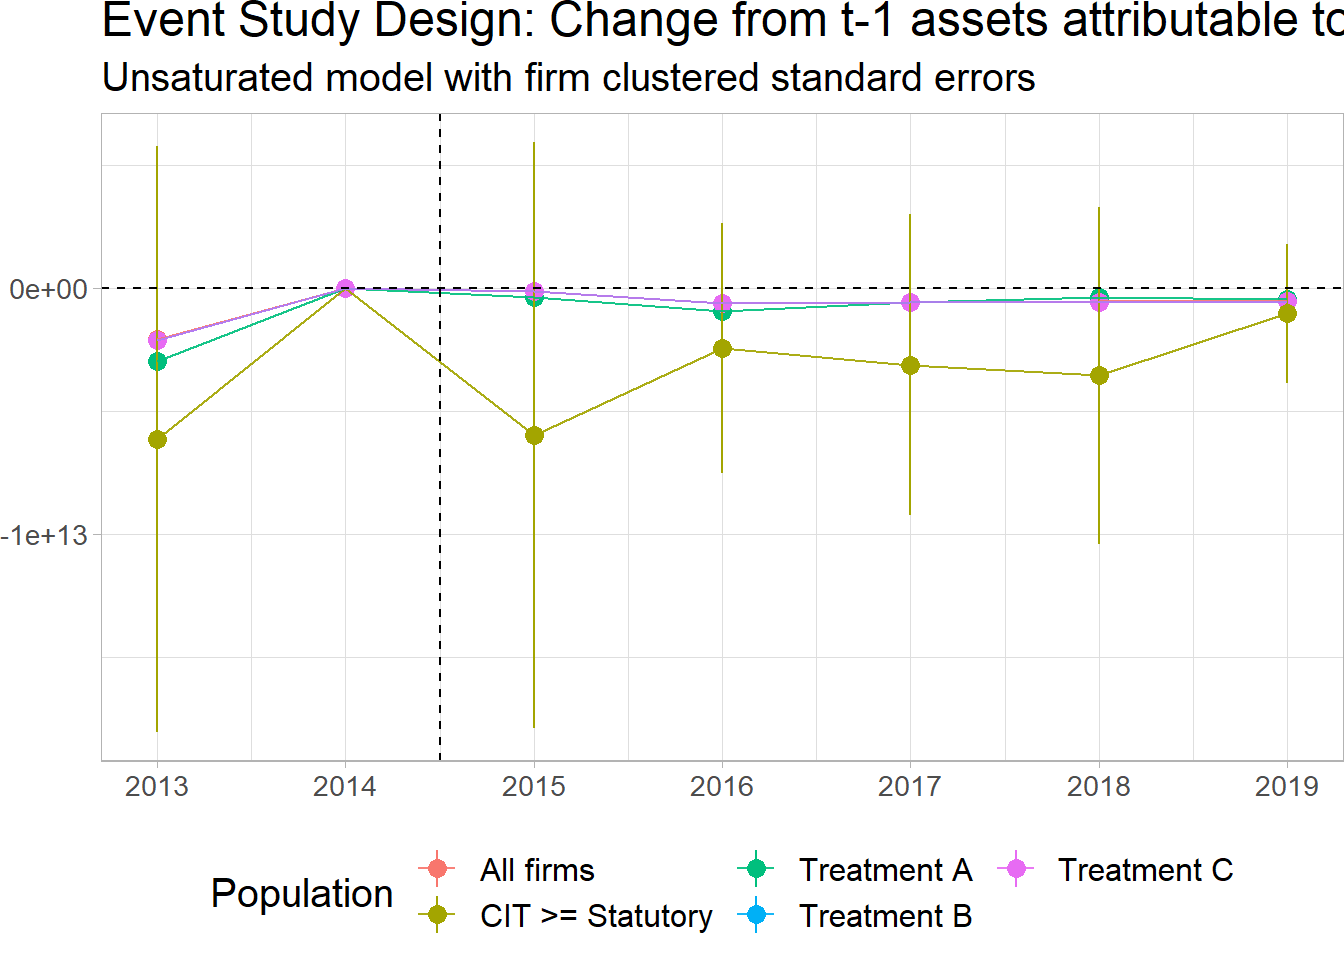 Event Study Design: Change from t-1 assets attributable to
Unsaturated model with firm clustered standard errors
0e+00
-1e+13
2013 2014 2015 2016 2017 2018 2019
Population
All firms
CIT >= Statutory
Treatment A
Treatment B
Treatment C